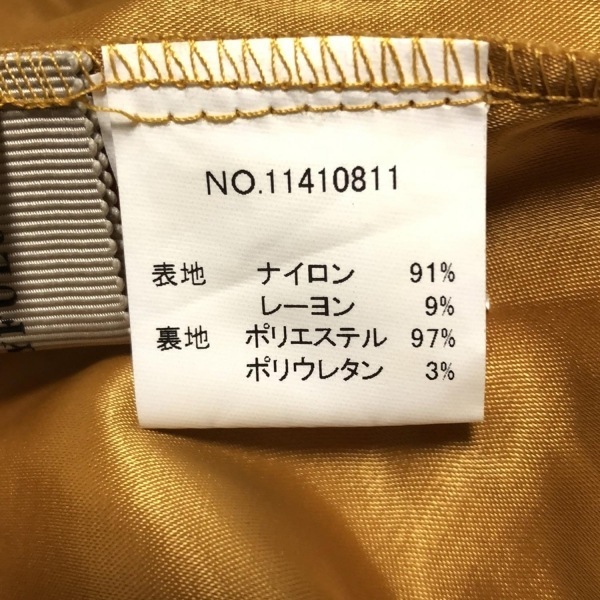 NO.11410811
表地 ナイロン 91%
レーヨン 9%
裏地 ポリエステル 97%
ポリウレタン 3%